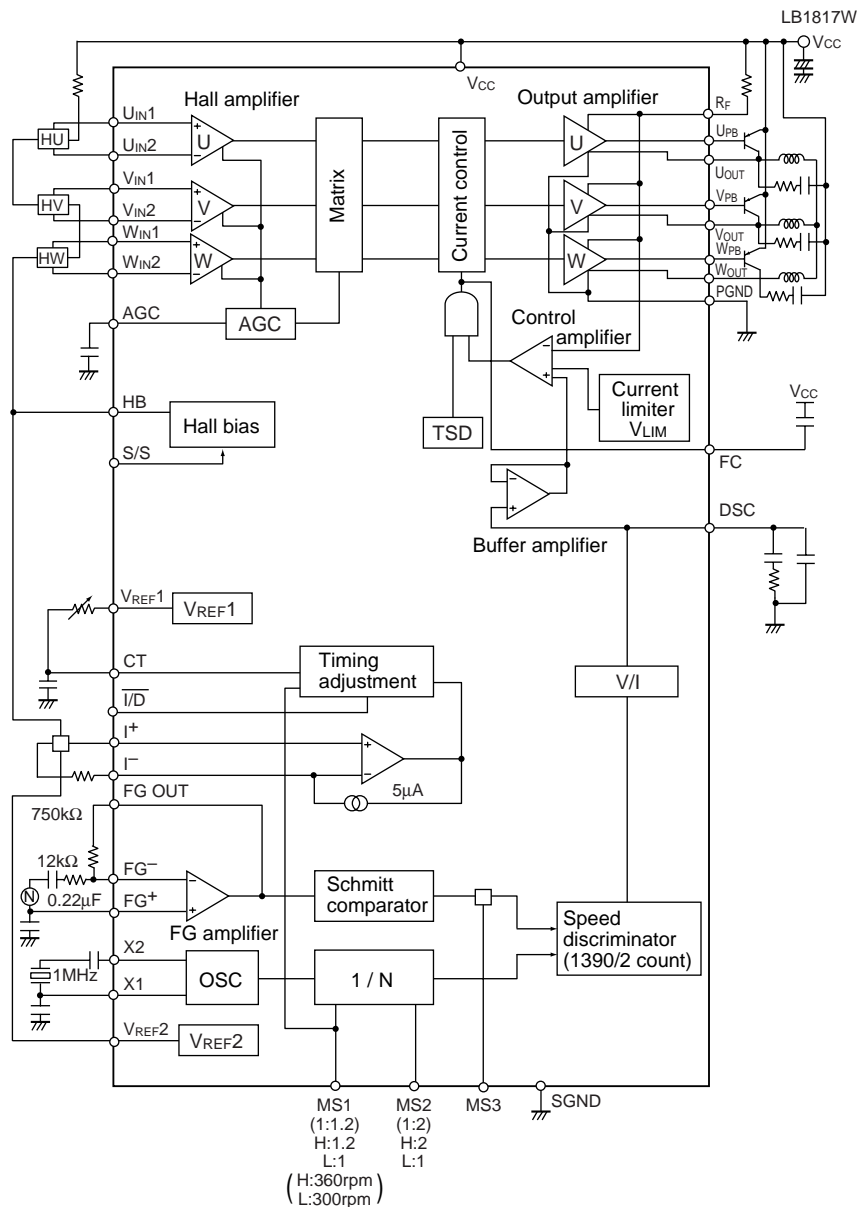 LB1817W
VCC
VCC
Hall amplifier
Output amplifier
RF
UIN1
UIN2
HU
+
−
U
U
UPB
UOUT
VIN1
VIN2
HV
+
−
V
Matrix
Current control
V
VPB
VOUT
WIN1
WIN2
HW
+
−
W
W
WPB
WOUT
PGND
AGC
AGC
Control
amplifier
−
+
TSD
Current
limiter
VLIM
VCC
HB
Hall bias
S/S
FC
−
+
Buffer amplifier
DSC
VREF1
VREF1
CT
Timing
adjustment
V/I
I/D
I+
I−
+
−
5μA
FG OUT
750kΩ
12kΩ
N
0.22μF
FG−
FG+
−
+
FG amplifier
Schmitt
comparator
Speed
discriminator
(1390/2 count)
X2
1MHz
X1
OSC
1 / N
VREF2
VREF2
MS1
(1:1.2)
H:1.2
L:1
(H:360rpm
L:300rpm)
MS2
(1:2)
H:2
L:1
MS3
SGND